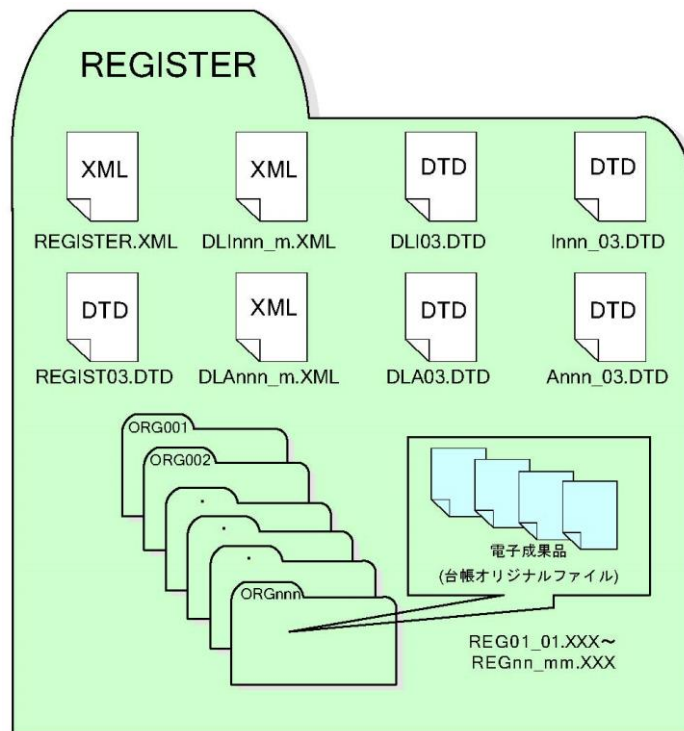 REGISTER
XML XML DTD DTD
REGISTER.XML DLInnn_m.XML DLI03.DTD Innn_03.DTD
DTD XML DTD DTD
REGIST03.DTD DLAnnn_m.XML DLA03.DTD Annn_03.DTD
ORG001
ORG002
・
・
・
ORGnnn
電子成果品
(台帳オリジナルファイル)
REG01_01.XXX～
REGnn_mm.XXX